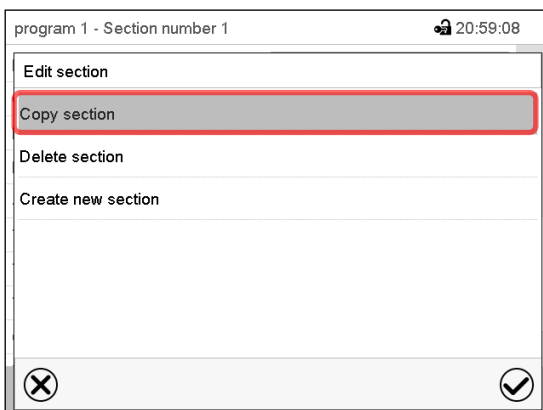 program 1 - Section number 1 20:59:08
Edit section
Copy section
Delete section
Create new section